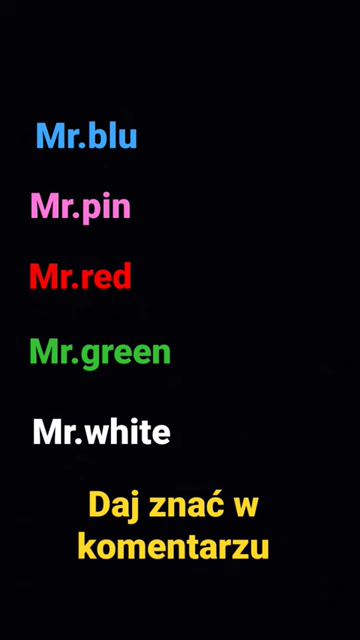 Mr.blu
Mr.pin
Mr.red
Mr.green
Mr.white
Daj znać w
komentarzu